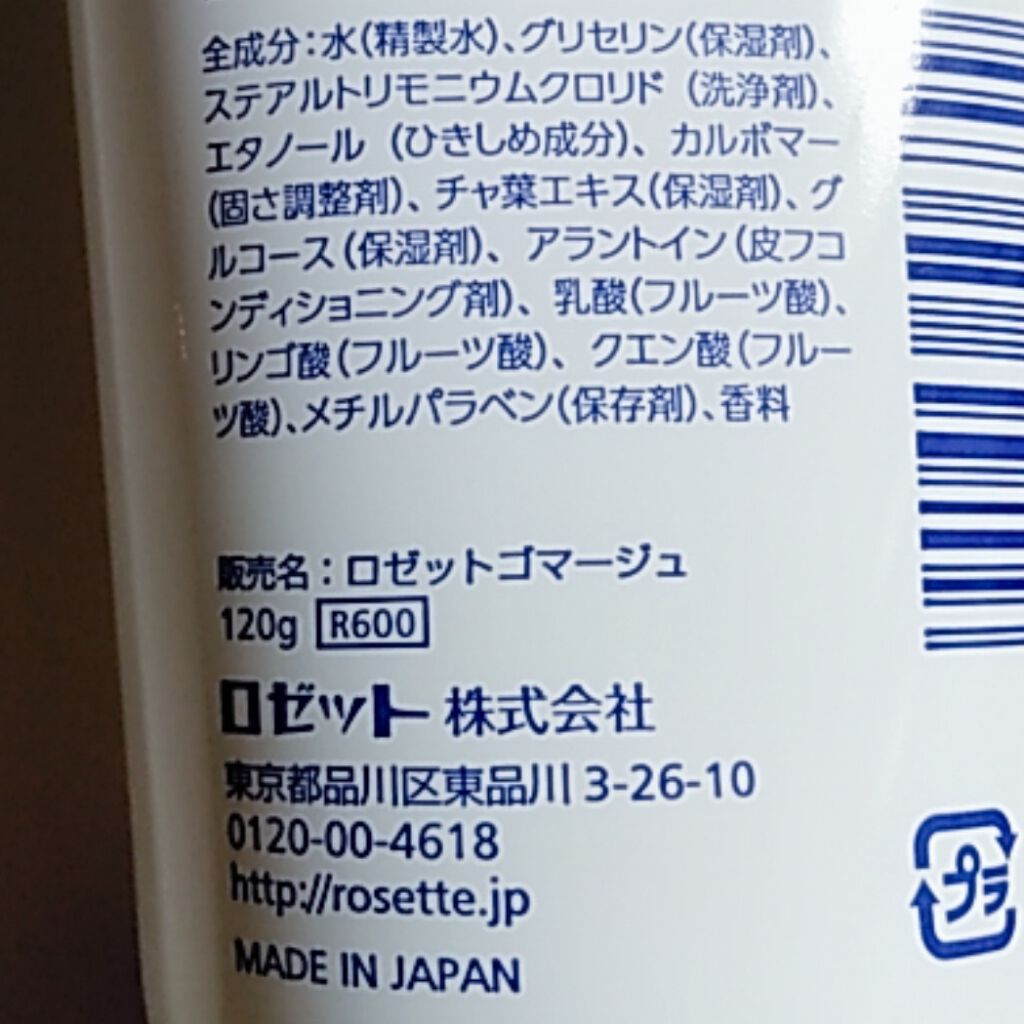 全成分：水(精製水)、グリセリン(保湿剤)、
ステアルトリモニウムクロリド（洗浄剤）、
エタノール（ひきしめ成分）、カルボマー
(固さ調整剤)、チャ葉エキス(保湿剤)、グ
ルコース(保湿剤)、アラントイン(皮フコ
ンディショニング剤)、乳酸(フルーツ酸)、
リンゴ酸(フルーツ酸)、クエン酸(フルー
ツ酸)、メチルパラベン(保存剤)、香料
販売名：ロゼットゴマージュ
120g R600
ロゼット株式会社
東京都品川区東品川 3-26-10
0120-00-4618
http://rosette.jp
MADE IN JAPAN
プラ